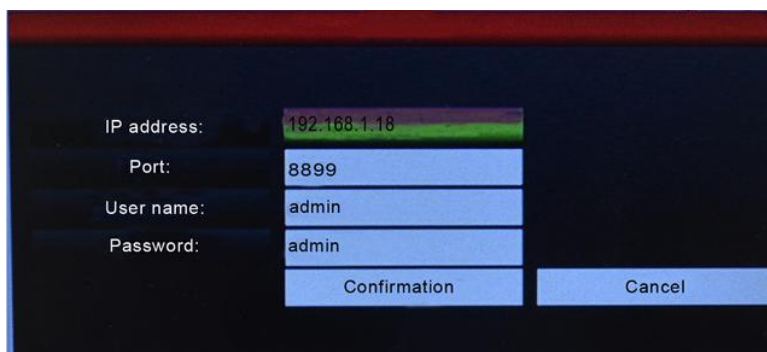 IP address: 192.168.1.18
Port: 8899
User name: admin
Password: admin
Confirmation Cancel